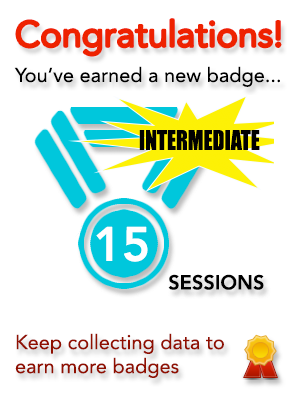 Congratulations!
You've earned a new badge...
INTERMEDIATE
15
SESSIONS
Keep collecting data to
earn more badges